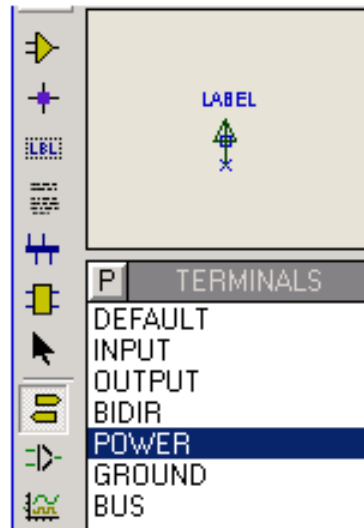 LABEL
LBL
P TERMINALS
DEFAULT
INPUT
OUTPUT
BIDIR
POWER
GROUND
BUS